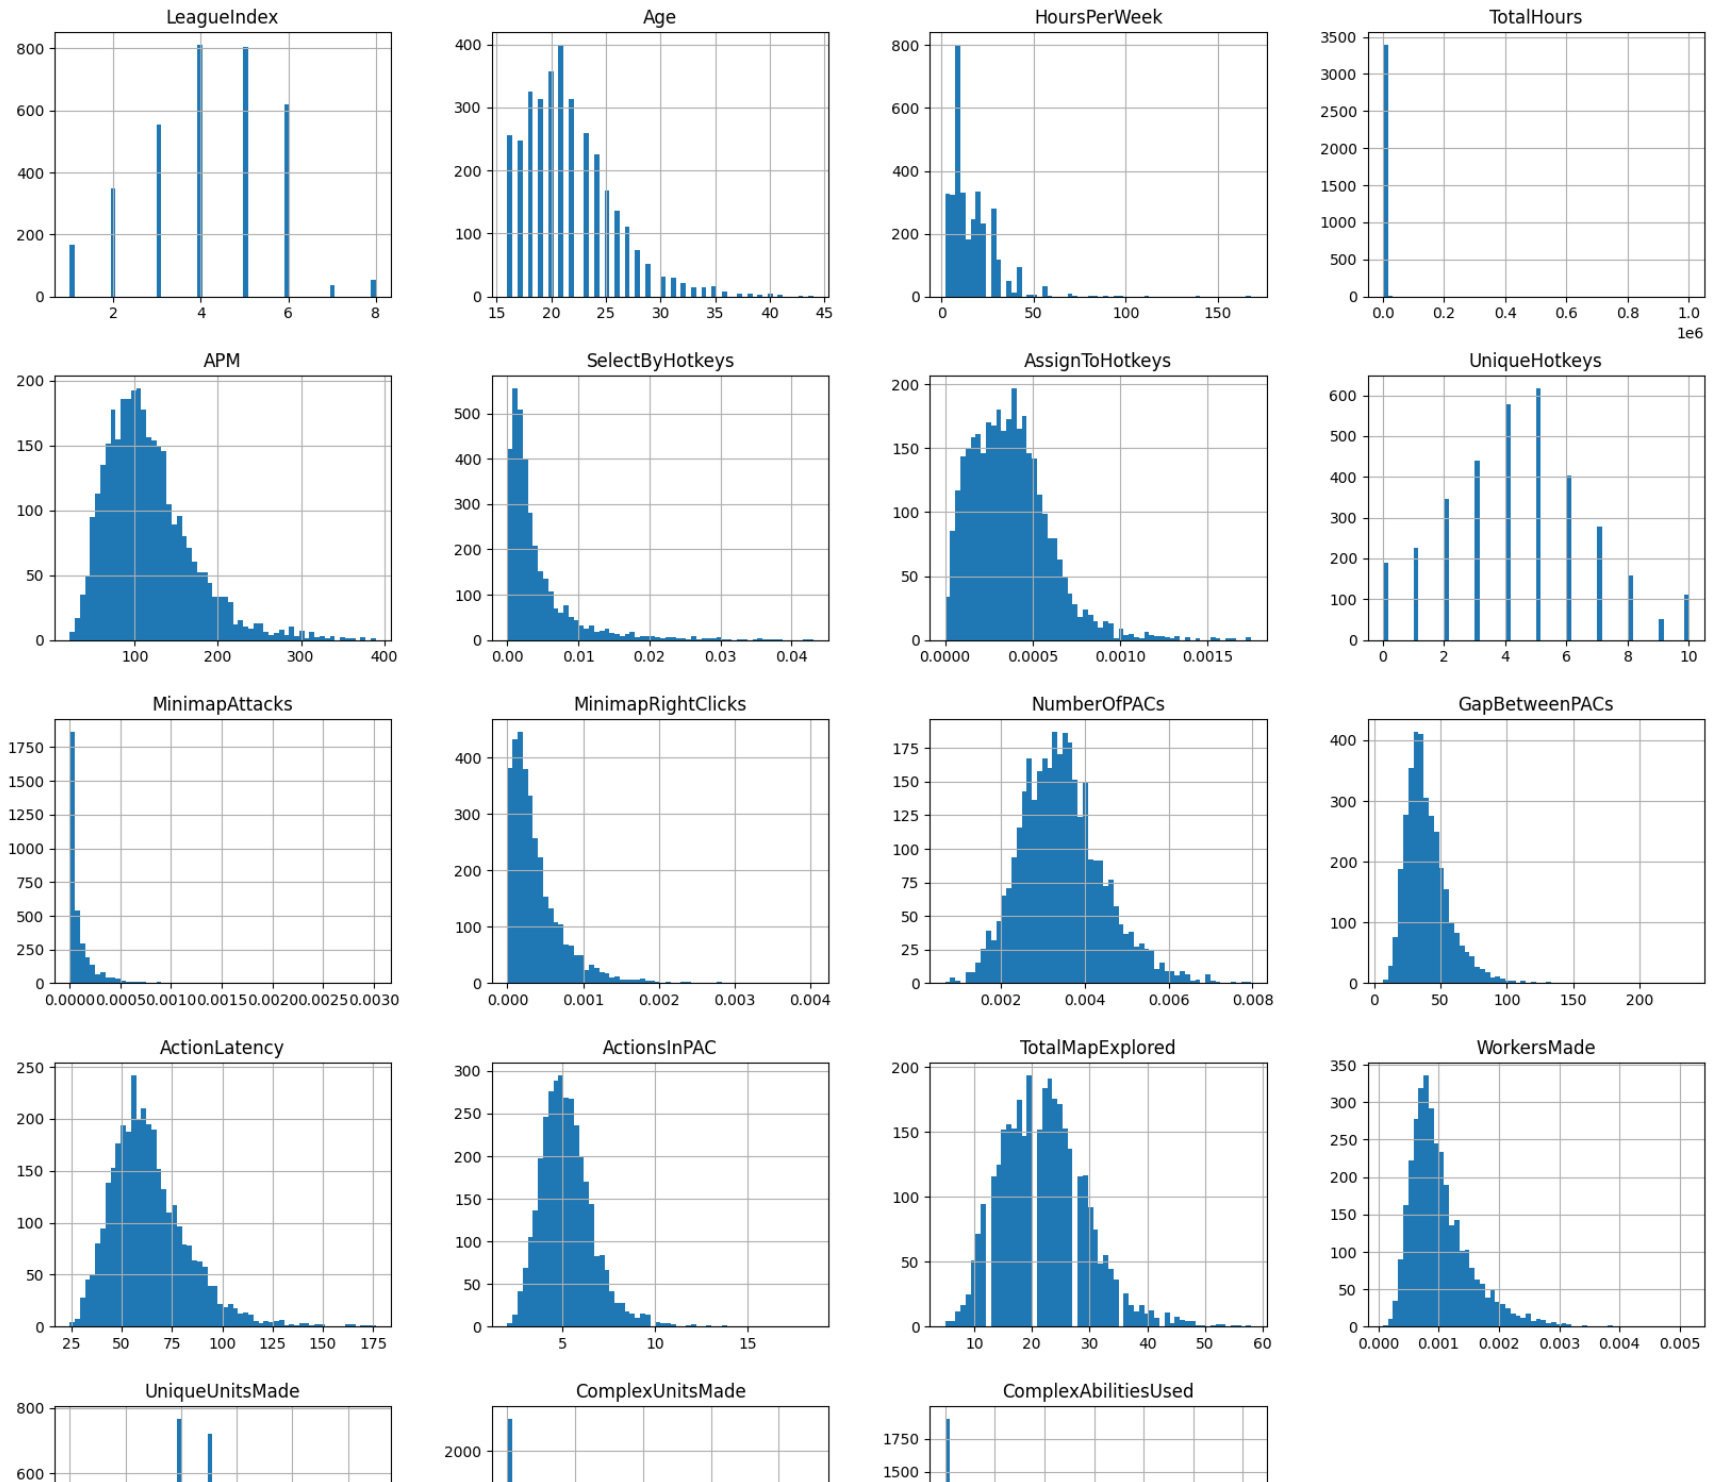 LeagueIndex
800
600
400
200
0
2 4 6 8
Age
400
300
200
100
0
15 20 25 30 35 40 45
HoursPerWeek
800
600
400
200
0
0 50 100 150
TotalHours
3500
3000
2500
2000
1500
1000
500
0
0.0 0.2 0.4 0.6 0.8 1.0
1e6
APM
200
150
100
50
0
100 200 300 400
SelectByHotkeys
500
400
300
200
100
0
0.00 0.01 0.02 0.03 0.04
AssignToHotkeys
200
150
100
50
0
0.0000 0.0005 0.0010 0.0015
UniqueHotkeys
600
500
400
300
200
100
0
0 2 4 6 8 10
MinimapAttacks
1750
1500
1250
1000
750
500
250
0
0.0000 0.0005 0.0010 0.0015 0.0020 0.0025 0.0030
MinimapRightClicks
400
300
200
100
0
0.000 0.001 0.002 0.003 0.004
NumberOfPACs
175
150
125
100
75
50
25
0
0.002 0.004 0.006 0.008
GapBetweenPACs
400
300
200
100
0
0 50 100 150 200
ActionLatency
250
200
150
100
50
0
25 50 75 100 125 150 175
ActionsInPAC
300
250
200
150
100
50
0
5 10 15
TotalMapExplored
200
150
100
50
0
10 20 30 40 50 60
WorkersMade
350
300
250
200
150
100
50
0
0.000 0.001 0.002 0.003 0.004 0.005
UniqueUnitsMade
800
600
ComplexUnitsMade
2000
ComplexAbilitiesUsed
1750
1500